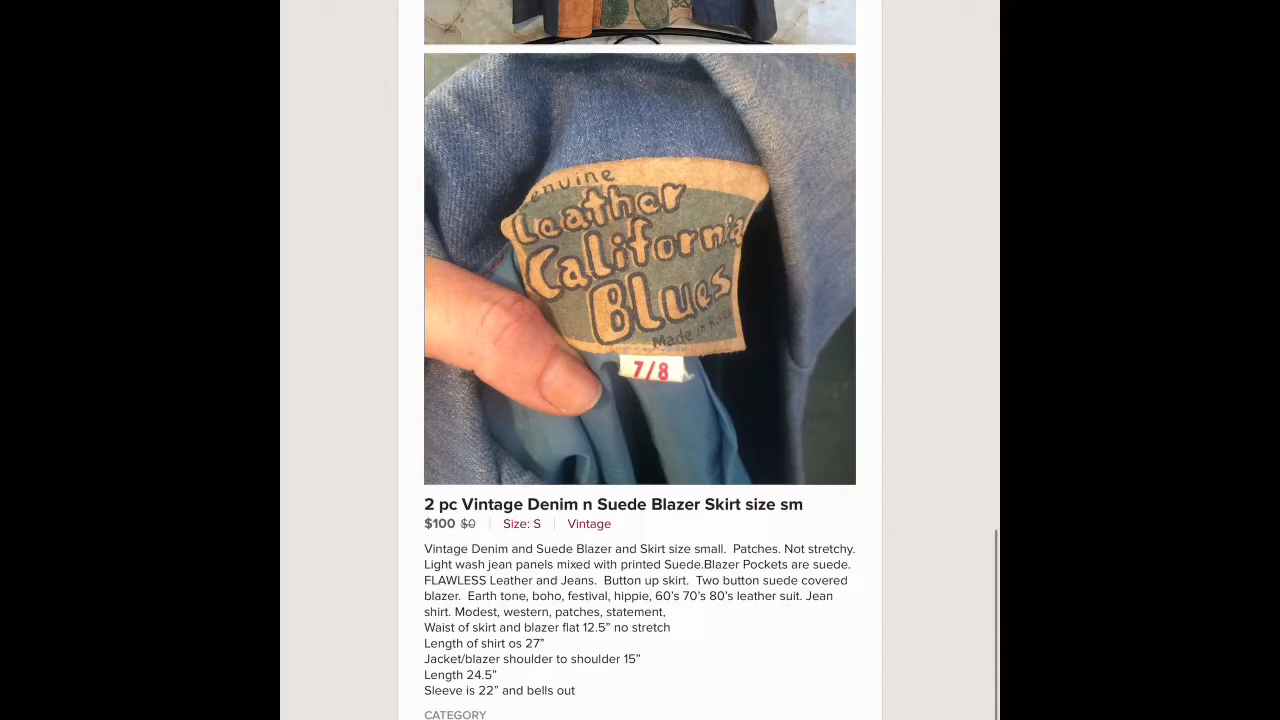 enuine
Leather
California
Blues
Made in
7/8
2 pc Vintage Denim n Suede Blazer Skirt size sm
$100 $0 Size: S Vintage
Vintage Denim and Suede Blazer and Skirt size small. Patches. Not stretchy.
Light wash jean panels mixed with printed Suede.Blazer Pockets are suede.
FLAWLESS Leather and Jeans. Button up skirt. Two button suede covered
blazer. Earth tone, boho, festival, hippie, 60's 70's 80's leather suit. Jean
shirt. Modest, western, patches, statement,
Waist of skirt and blazer flat 12.5” no stretch
Length of shirt os 27”
Jacket/blazer shoulder to shoulder 15”
Length 24.5”
Sleeve is 22” and bells out
CATEGORY